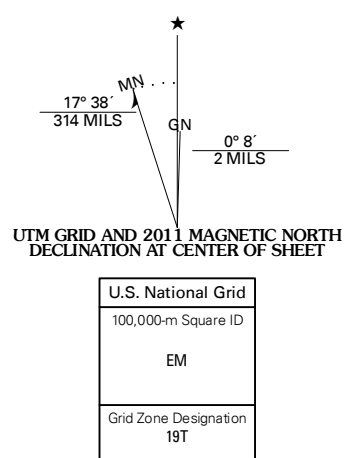 ★
MN
17° 38´
314 MILS
GN
0° 8´
2 MILS
UTM GRID AND 2011 MAGNETIC NORTH
DECLINATION AT CENTER OF SHEET
U.S. National Grid
100,000-m Square ID
EM
Grid Zone Designation
19T